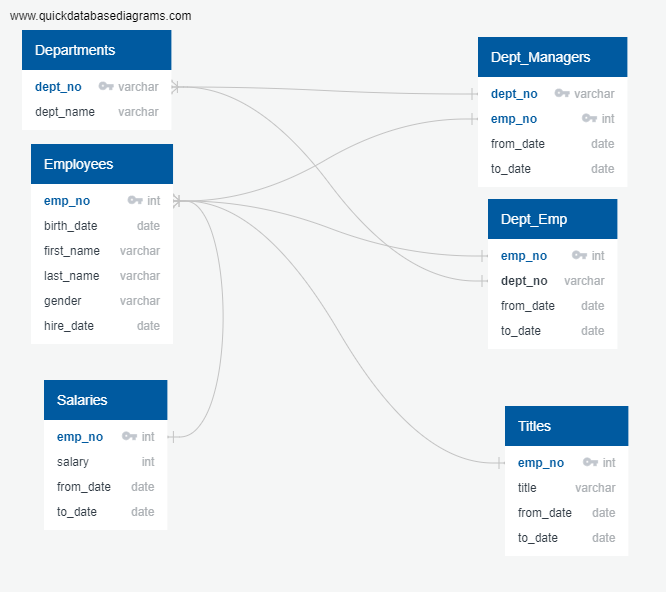 www.quickdatabasediagrams.com
Departments
dept_no varchar
dept_name varchar
Employees
emp_no int
birth_date date
first_name varchar
last_name varchar
gender varchar
hire_date date
Salaries
emp_no int
salary int
from_date date
to_date date
Dept_Managers
dept_no varchar
emp_no int
from_date date
to_date date
Dept_Emp
emp_no int
dept_no varchar
from_date date
to_date date
Titles
emp_no int
title varchar
from_date date
to_date date